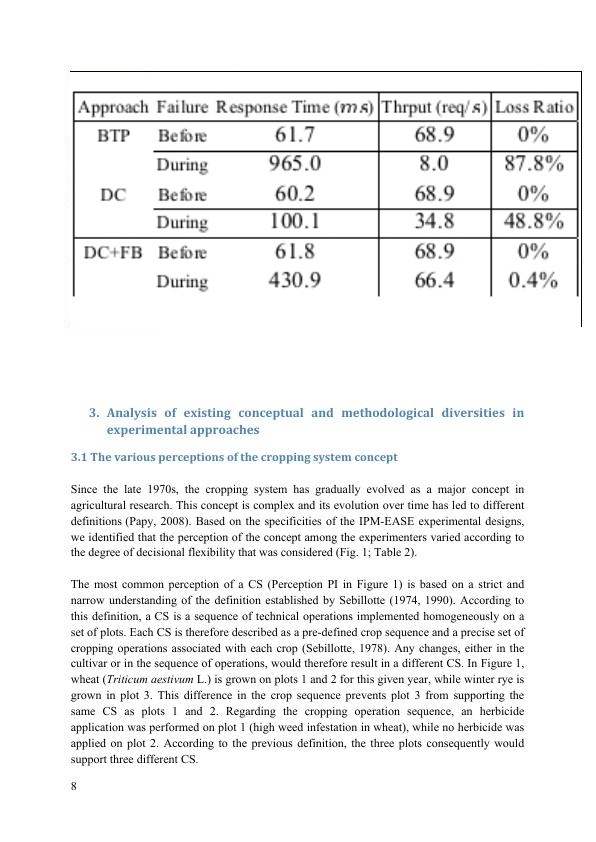 Approach Failure Response Time (ms) Thrput (req/s) Loss Ratio
BTP Before 61.7 68.9 0%
During 965.0 8.0 87.8%
DC Before 60.2 68.9 0%
During 100.1 34.8 48.8%
DC+FB Before 61.8 68.9 0%
During 430.9 66.4 0.4%
3. Analysis of existing conceptual and methodological diversities in
experimental approaches
3.1 The various perceptions of the cropping system concept
Since the late 1970s, the cropping system has gradually evolved as a major concept in
agricultural research. This concept is complex and its evolution over time has led to different
definitions (Papy, 2008). Based on the specificities of the IPM-EASE experimental designs,
we identified that the perception of the concept among the experimenters varied according to
the degree of decisional flexibility that was considered (Fig. 1; Table 2).
The most common perception of a CS (Perception PI in Figure 1) is based on a strict and
narrow understanding of the definition established by Sebillotte (1974, 1990). According to
this definition, a CS is a sequence of technical operations implemented homogeneously on a
set of plots. Each CS is therefore described as a pre-defined crop sequence and a precise set of
cropping operations associated with each crop (Sebillotte, 1978). Any changes, either in the
cultivar or in the sequence of operations, would therefore result in a different CS. In Figure 1,
wheat (Triticum aestivum L.) is grown on plots 1 and 2 for this given year, while winter rye is
grown in plot 3. This difference in the crop sequence prevents plot 3 from supporting the
same CS as plots 1 and 2. Regarding the cropping operation sequence, an herbicide
application was performed on plot 1 (high weed infestation in wheat), while no herbicide was
applied on plot 2. According to the previous definition, the three plots consequently would
support three different CS.
8